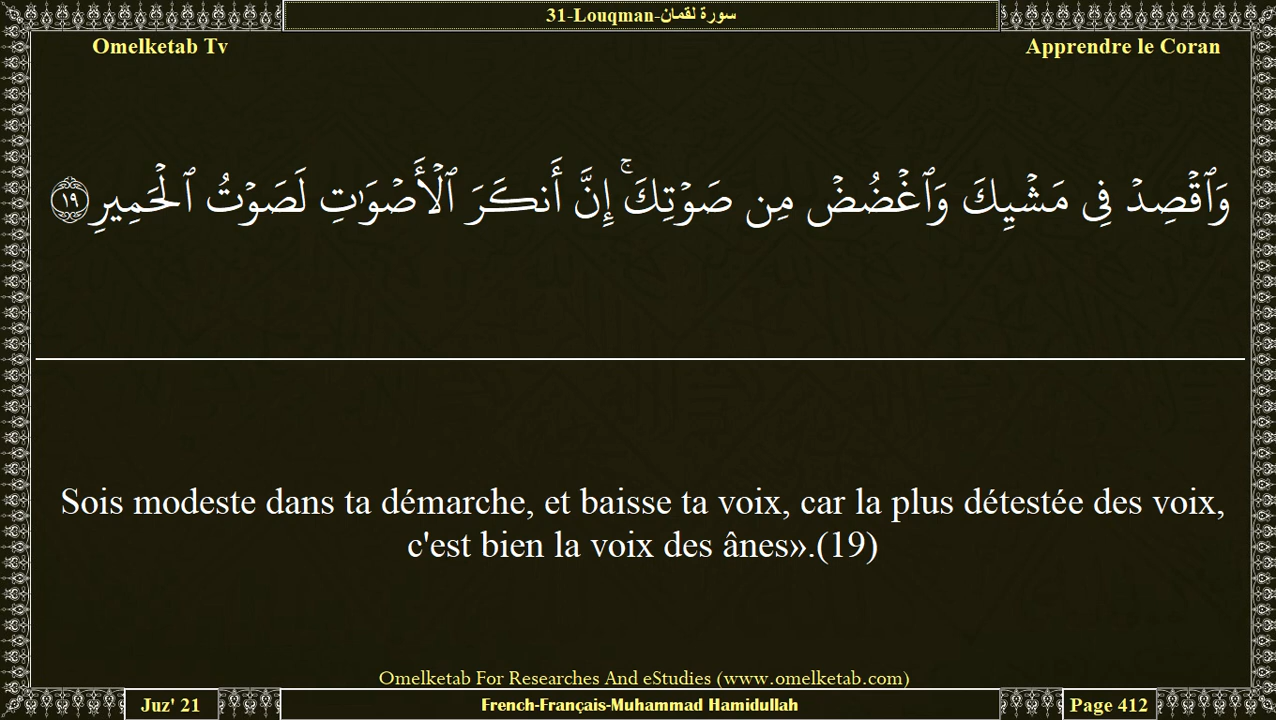 31-Louqman-سورة لقمان
Omelketab Tv
Apprendre le Coran
وَٱقۡصِدۡ فِي مَشۡيِكَ وَٱغۡضُضۡ مِن صَوۡتِكَۚ إِنَّ أَنكَرَ ٱلۡأَصۡوَٰتِ لَصَوۡتُ ٱلۡحَمِيرِ ١٩
Sois modeste dans ta démarche, et baisse ta voix, car la plus détestée des voix,
c'est bien la voix des ânes».(19)
Omelketab For Researches And eStudies (www.omelketab.com)
Juz' 21
French-Français-Muhammad Hamidullah
Page 412